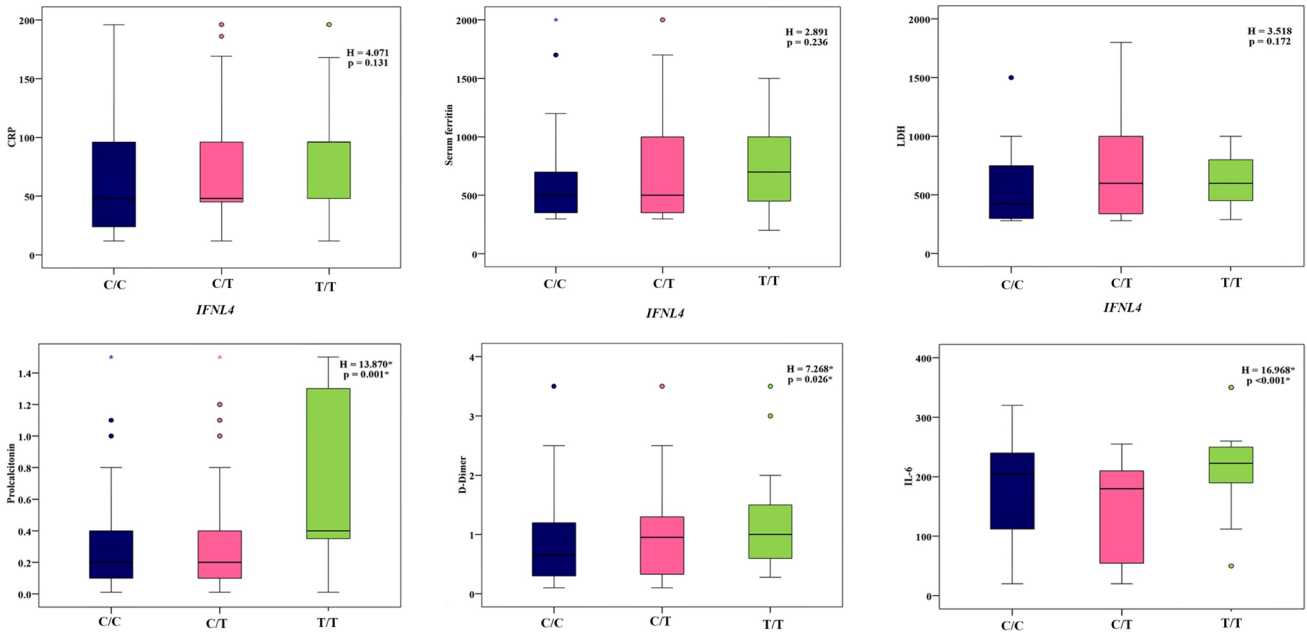 200
150
100
50
0
CRP
H = 4.071
p = 0.131
C/C C/T T/T
IFNL4
2000
1500
1000
500
0
Serum ferritin
H = 2.891
p = 0.236
C/C C/T T/T
IFNL4
2000
1500
1000
500
0
LDH
H = 3.518
p = 0.172
C/C C/T T/T
IFNL4
1.4
1.2
1.0
0.8
0.6
0.4
0.2
0.0
Prolcalcitonin
H = 13.870*
p = 0.001*
C/C C/T T/T
4
3
2
1
0
D-Dimer
H = 7.268*
p = 0.026*
C/C C/T T/T
400
300
200
100
0
IL-6
H = 16.968*
p <0.001*
C/C C/T T/T